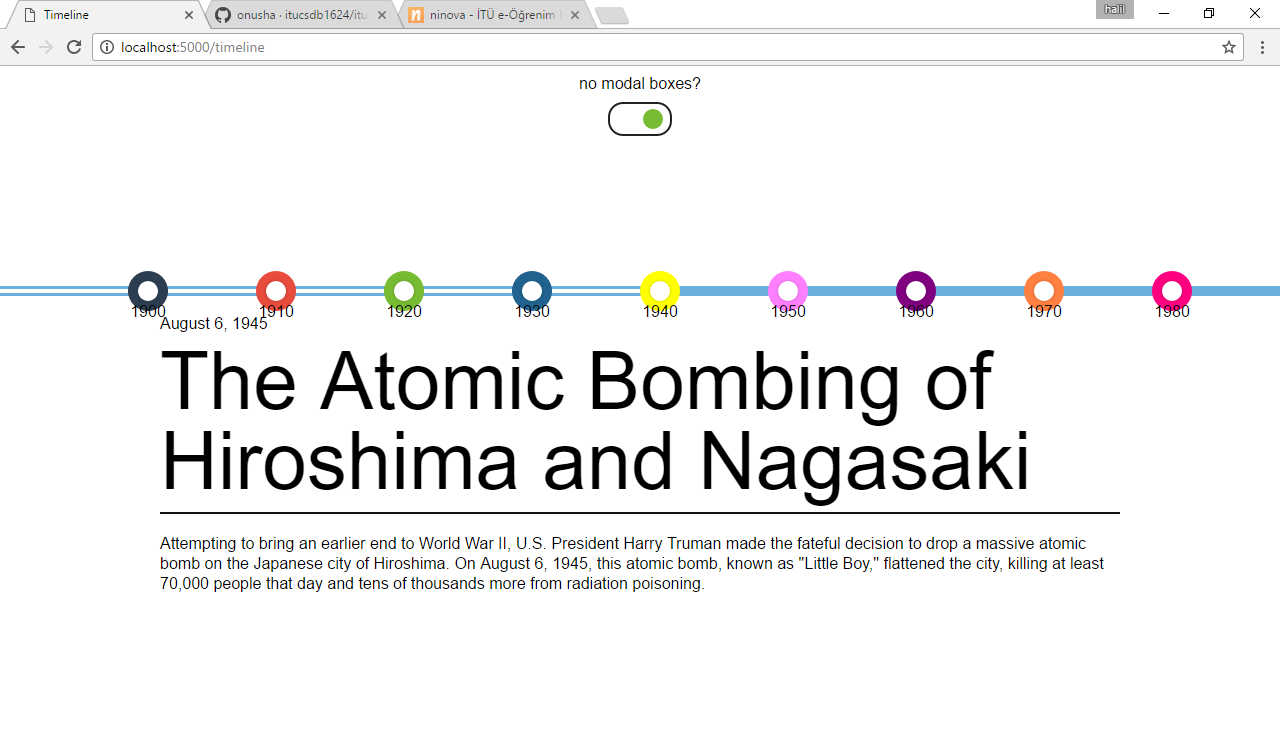 Timeline
onusha · itucsdb1624/itu
ninova - İTÜ e-Öğrenim
halil
localhost:5000/timeline
no modal boxes?
1900 1910 1920 1930 1940 1950 1960 1970 1980
August 6, 1945
The Atomic Bombing of
Hiroshima and Nagasaki
Attempting to bring an earlier end to World War II, U.S. President Harry Truman made the fateful decision to drop a massive atomic
bomb on the Japanese city of Hiroshima. On August 6, 1945, this atomic bomb, known as "Little Boy," flattened the city, killing at least
70,000 people that day and tens of thousands more from radiation poisoning.